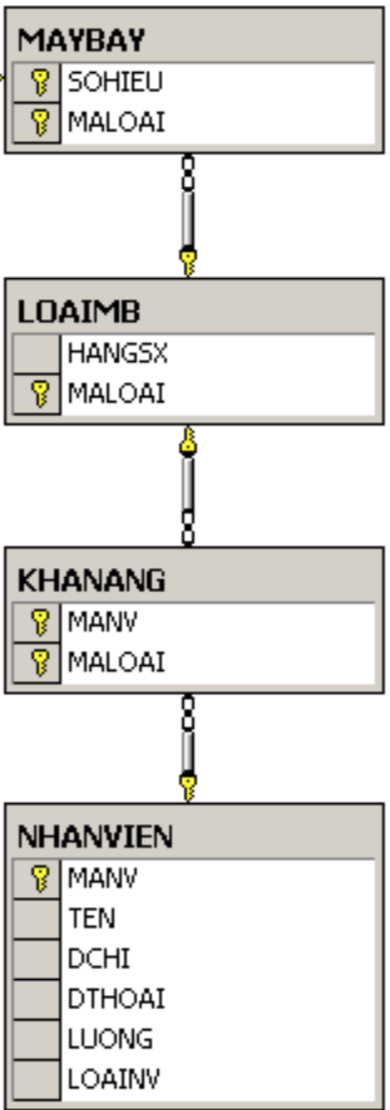 MAYBAY
SOHIEU
MALOAI
LOAIMB
HANGSX
MALOAI
KHANANG
MANV
MALOAI
NHANVIEN
MANV
TEN
DCHI
DTHOAI
LUONG
LOAINV